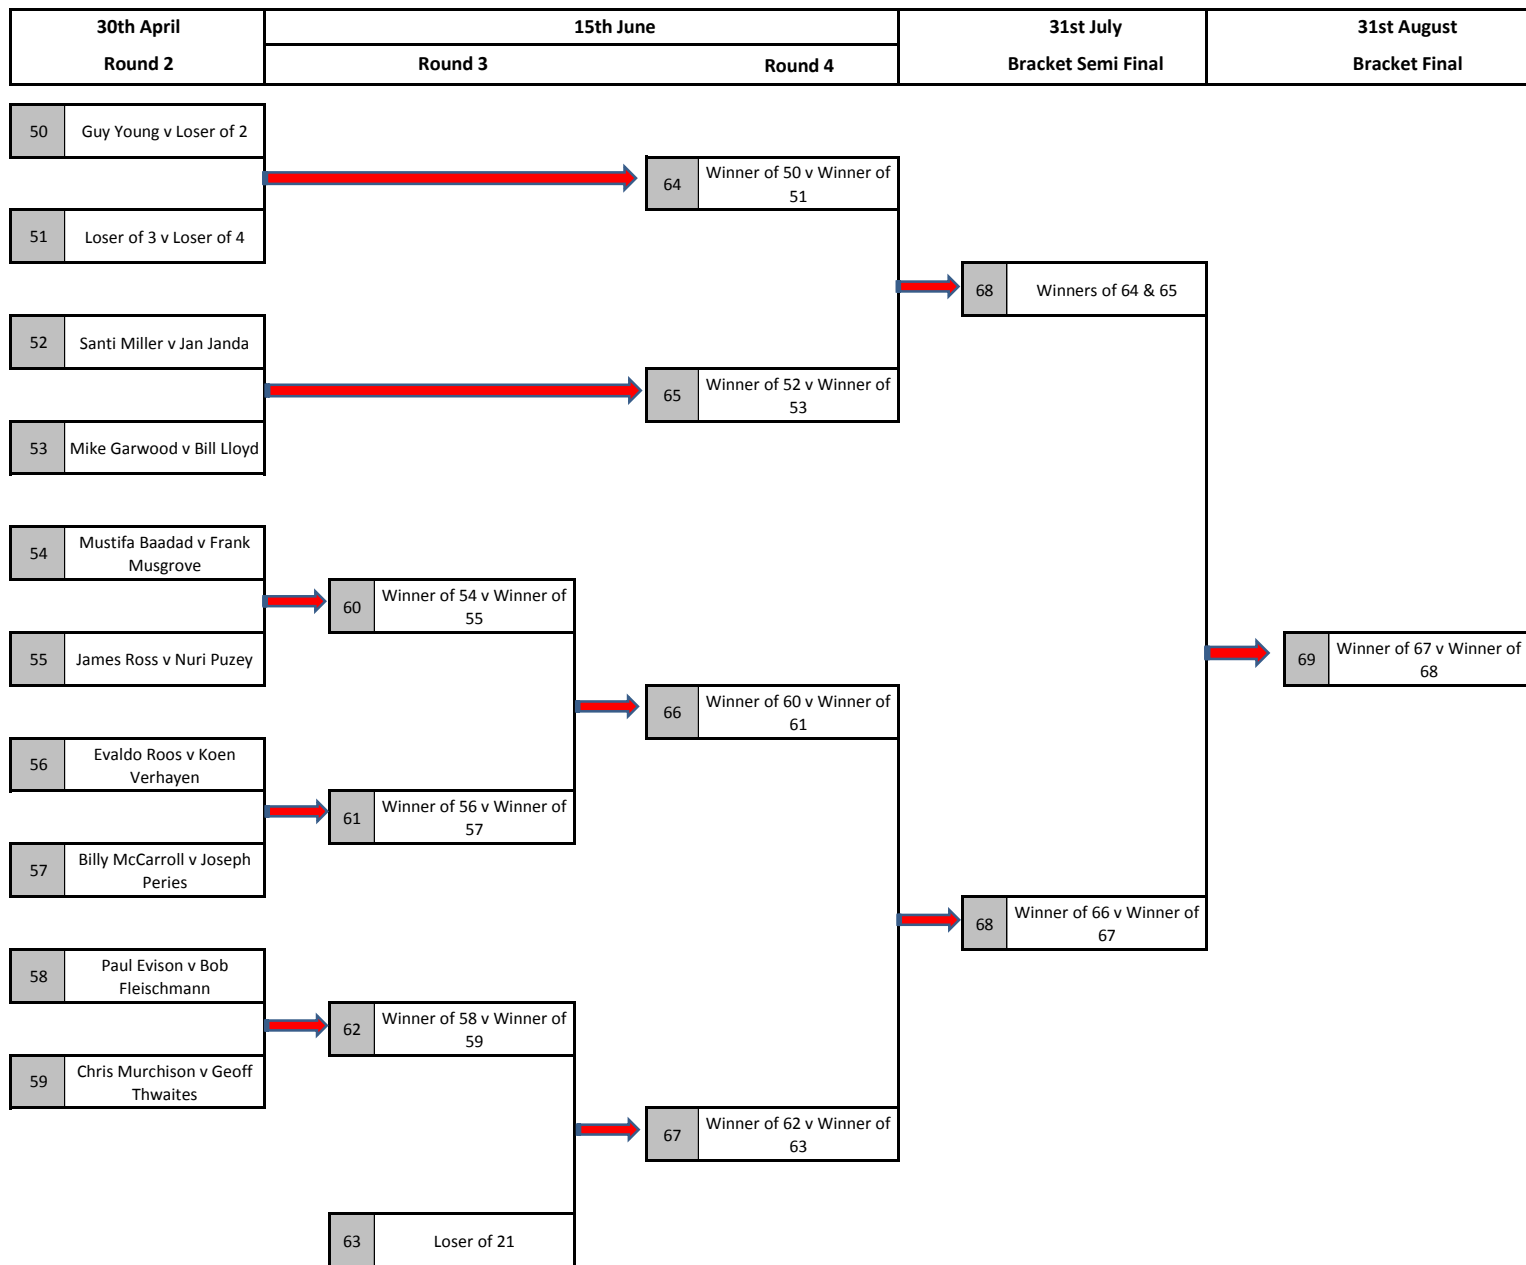 30th April
15th June
31st July
31st August
Round 2
Round 3
Round 4
Bracket Semi Final
Bracket Final
50
Guy Young v Loser of 2
64
Winner of 50 v Winner of
51
51
Loser of 3 v Loser of 4
68
Winners of 64 & 65
52
Santi Miller v Jan Janda
65
Winner of 52 v Winner of
53
53
Mike Garwood v Bill Lloyd
54
Mustifa Baadad v Frank
Musgrove
60
Winner of 54 v Winner of
55
55
James Ross v Nuri Puzey
69
Winner of 67 v Winner of
68
66
Winner of 60 v Winner of
61
56
Evaldo Roos v Koen
Verhayen
61
Winner of 56 v Winner of
57
57
Billy McCarroll v Joseph
Peries
68
Winner of 66 v Winner of
67
58
Paul Evison v Bob
Fleischmann
62
Winner of 58 v Winner of
59
59
Chris Murchison v Geoff
Thwaites
67
Winner of 62 v Winner of
63
63
Loser of 21